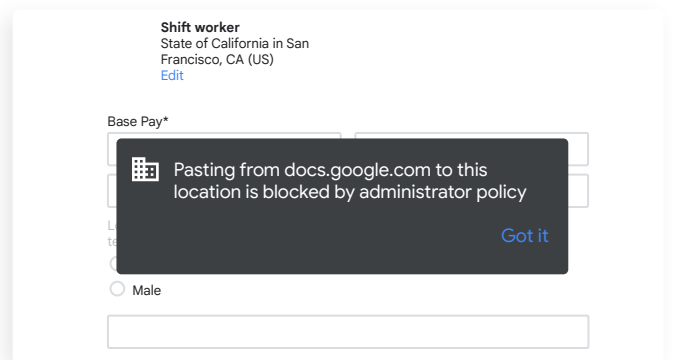 Shift worker
State of California in San
Francisco, CA (US)
Edit
Base Pay*
Pasting from docs.google.com to this
location is blocked by administrator policy
Got it
Male